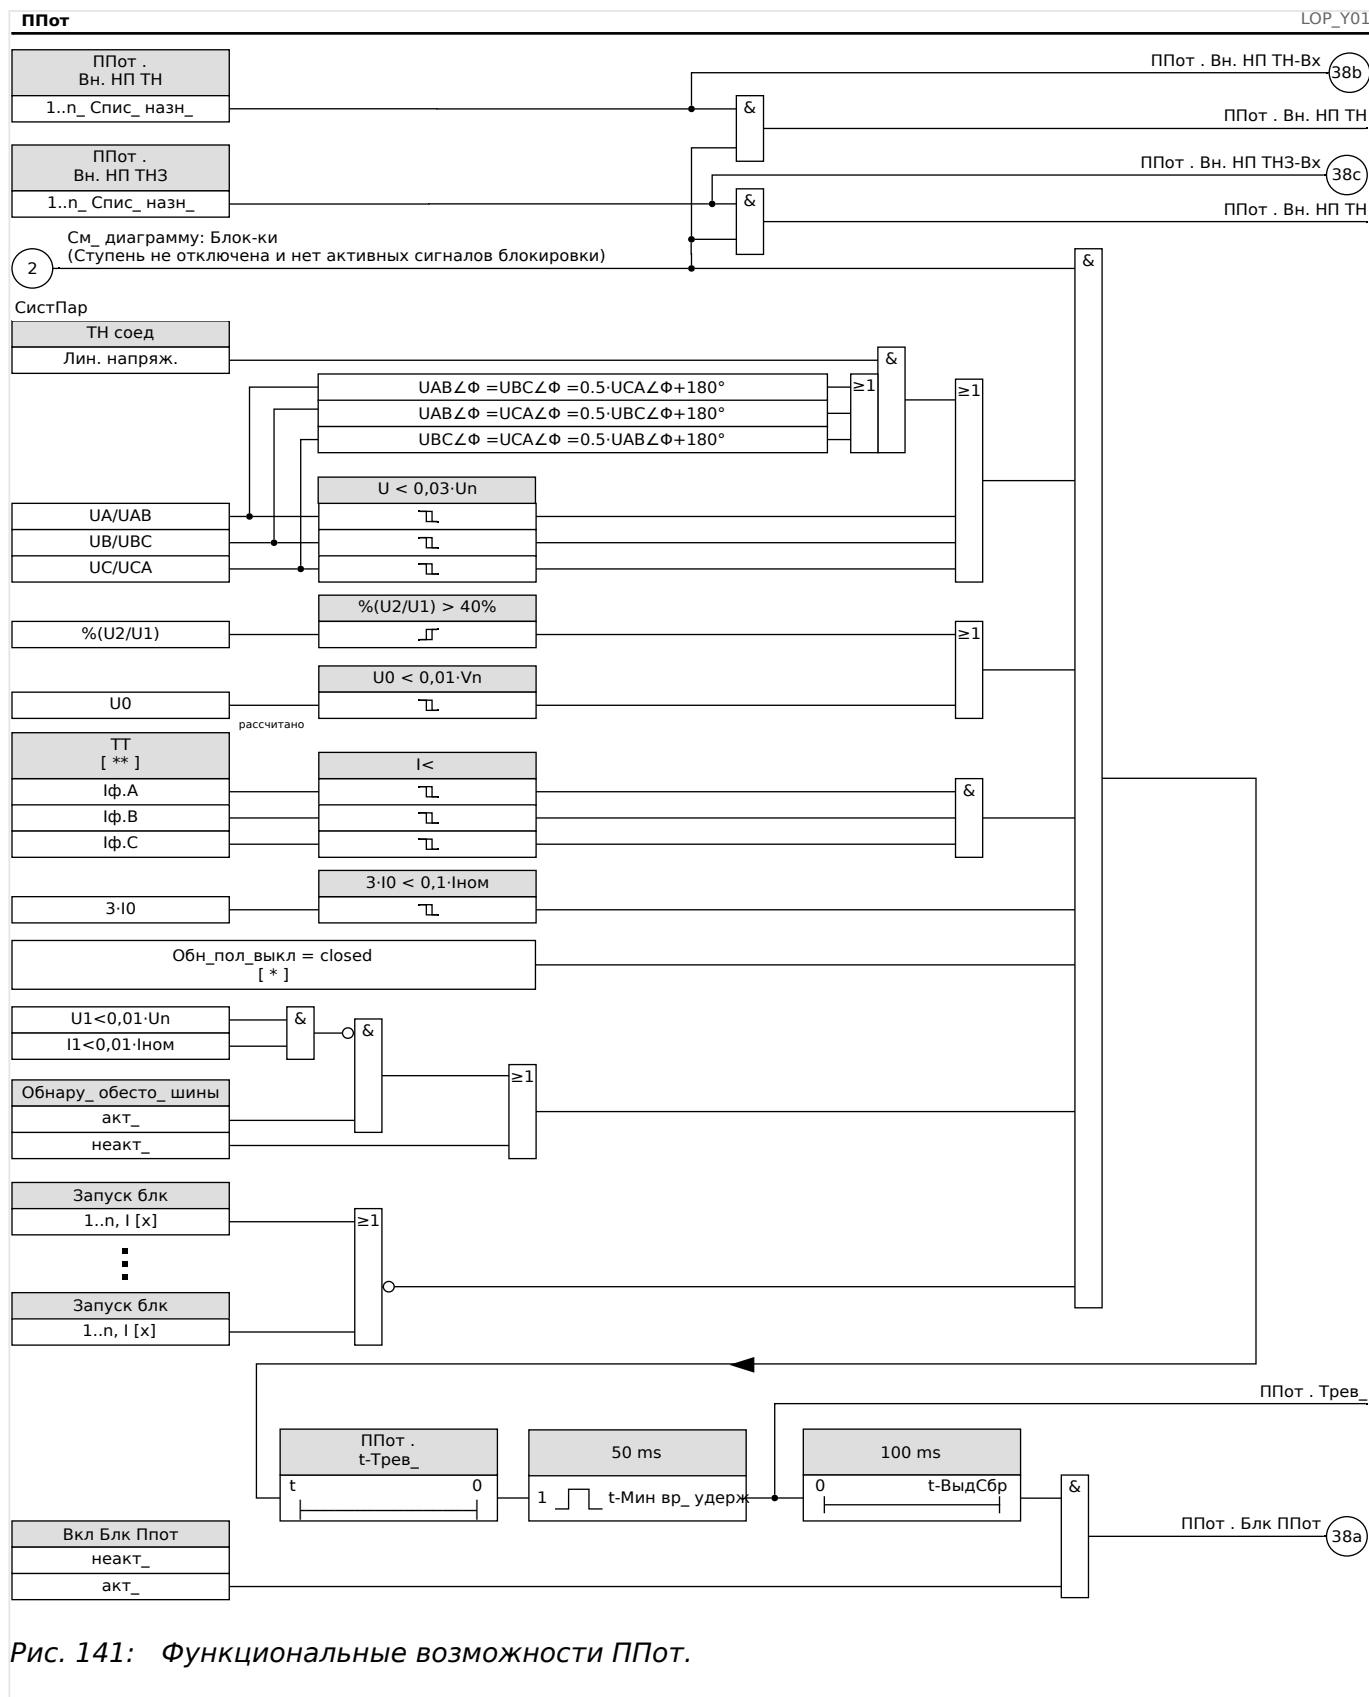 ППот
LOP_Y01
ППот .
Вн. НП ТН
1..n_ Спис_ назн_
ППот . Вн. НП ТН-Вх
38b
&
ППот . Вн. НП ТН
ППот .
Вн. НП ТНЗ
1..n_ Спис_ назн_
ППот . Вн. НП ТНЗ-Вх
38c
&
ППот . Вн. НП ТН
См_ диаграмму: Блок-ки
(Ступень не отключена и нет активных сигналов блокировки)
2
&
СистПар
ТН соед
Лин. напряж.
&
UAB∠Φ =UBC∠Φ =0.5·UCA∠Φ+180°
≥1
≥1
UAB∠Φ =UCA∠Φ =0.5·UBC∠Φ+180°
UBC∠Φ =UCA∠Φ =0.5·UAB∠Φ+180°
U < 0,03·Un
UA/UAB
UB/UBC
UC/UCA
%(U2/U1) > 40%
%(U2/U1)
≥1
U0 < 0,01·Vn
U0
рассчитано
ТТ
[ ** ]
I<
Iф.A
&
Iф.B
Iф.C
3·I0 < 0,1·Iном
3·I0
Обн_пол_выкл = closed
[ * ]
U1<0,01·Un
&
&
I1<0,01·Iном
≥1
Обнару_ обесто_ шины
акт_
неакт_
Запуск блк
1..n, I [x]
≥1
Запуск блк
1..n, I [x]
ППот . Трев_
ППот .
t-Трев_
50 ms
100 ms
t
0
1
t-Мин вр_ удерж
0
t-ВыдСбр
&
Вкл Блк Ппот
неакт_
акт_
ППот . Блк ППот
38a
Рис. 141: Функциональные возможности ППот.